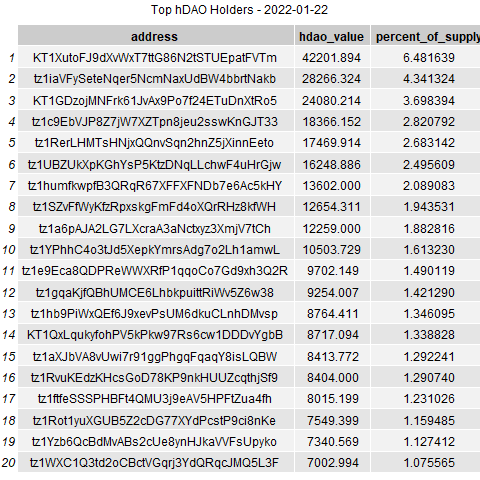 Top hDAO Holders - 2022-01-22
address hdao_value percent_of_supply
1 KT1XutoFJ9dXvWxT7ttG86N2tSTUEpatFVTm 42201.894 6.481639
2 tz1iaVFySeteNqer5NcmNaxUdBW4bbrtNakb 28266.324 4.341324
3 KT1GDzojMNFrk61JvAx9Po7f24ETuDnXtRo5 24080.214 3.698394
4 tz1c9EbVJP8Z7jW7XZTpn8jeu2sswKnGJT33 18366.152 2.820792
5 tz1RerLHMTsHNjxQQnvSqn2hnZ5jXinnEeto 17469.914 2.683142
6 tz1UBZUkXpKGhYsP5KtzDNqLLchwF4uHrGjw 16248.886 2.495609
7 tz1humfkwpfB3QRqR67XFFXFNDb7e6Ac5kHY 13602.000 2.089083
8 tz1SZvFfWyKfzRpxskgFmFd4oXQrRHz8kfWH 12654.311 1.943531
9 tz1a6pAJA2LG7LXcraA3aNctxyz3XmjV7tCh 12259.000 1.882816
10 tz1YPhhC4o3tJd5XepkYmrsAdg7o2Lh1amwL 10503.729 1.613230
11 tz1e9Eca8QDPReWWXRfP1qqoCo7Gd9xh3Q2R 9702.149 1.490119
12 tz1gqaKjfQBhUMCE6LhbkpuittRiWv5Z6w38 9254.007 1.421290
13 tz1hb9PiWxQEf6J9xevPsUM6dkuCLnhDMvsp 8764.411 1.346095
14 KT1QxLqukyfohPV5kPkw97Rs6cw1DDDvYgbB 8717.094 1.338828
15 tz1aXJbVA8vUwi7r91ggPhgqFqaqY8isLQBW 8413.772 1.292241
16 tz1RvuKEdzKHcsGoD78KP9nkHUUZcqthjSf9 8404.000 1.290740
17 tz1ftfeSSSPHBFt4QMU3j9eAV5HPFtZua4fh 8015.199 1.231026
18 tz1Rot1yuXGUB5Z2cDG77XYdPcstP9ci8nKe 7549.399 1.159485
19 tz1Yzb6QcBdMvABs2cUe8ynHJkaVVFsUpyko 7340.569 1.127412
20 tz1WXC1Q3td2oCBctVGqrj3YdQRqcJMQ5L3F 7002.994 1.075565